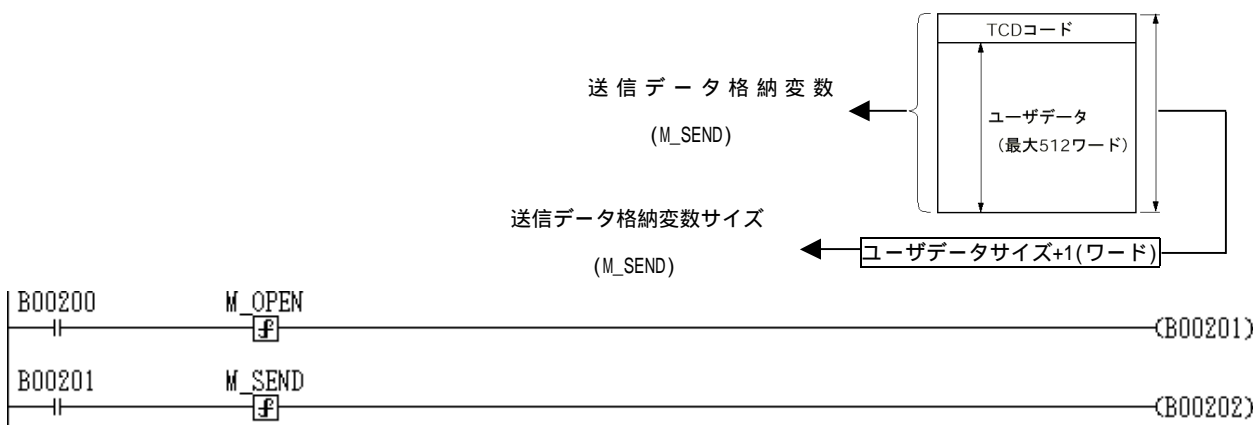 TCDコード
送信データ格納変数
(M_SEND)
ユーザデータ
(最大512ワード)
送信データ格納変数サイズ
(M_SEND)
ユーザデータサイズ+1(ワード)
B00200 M_OPEN
(B00201)
B00201 M_SEND
(B00202)